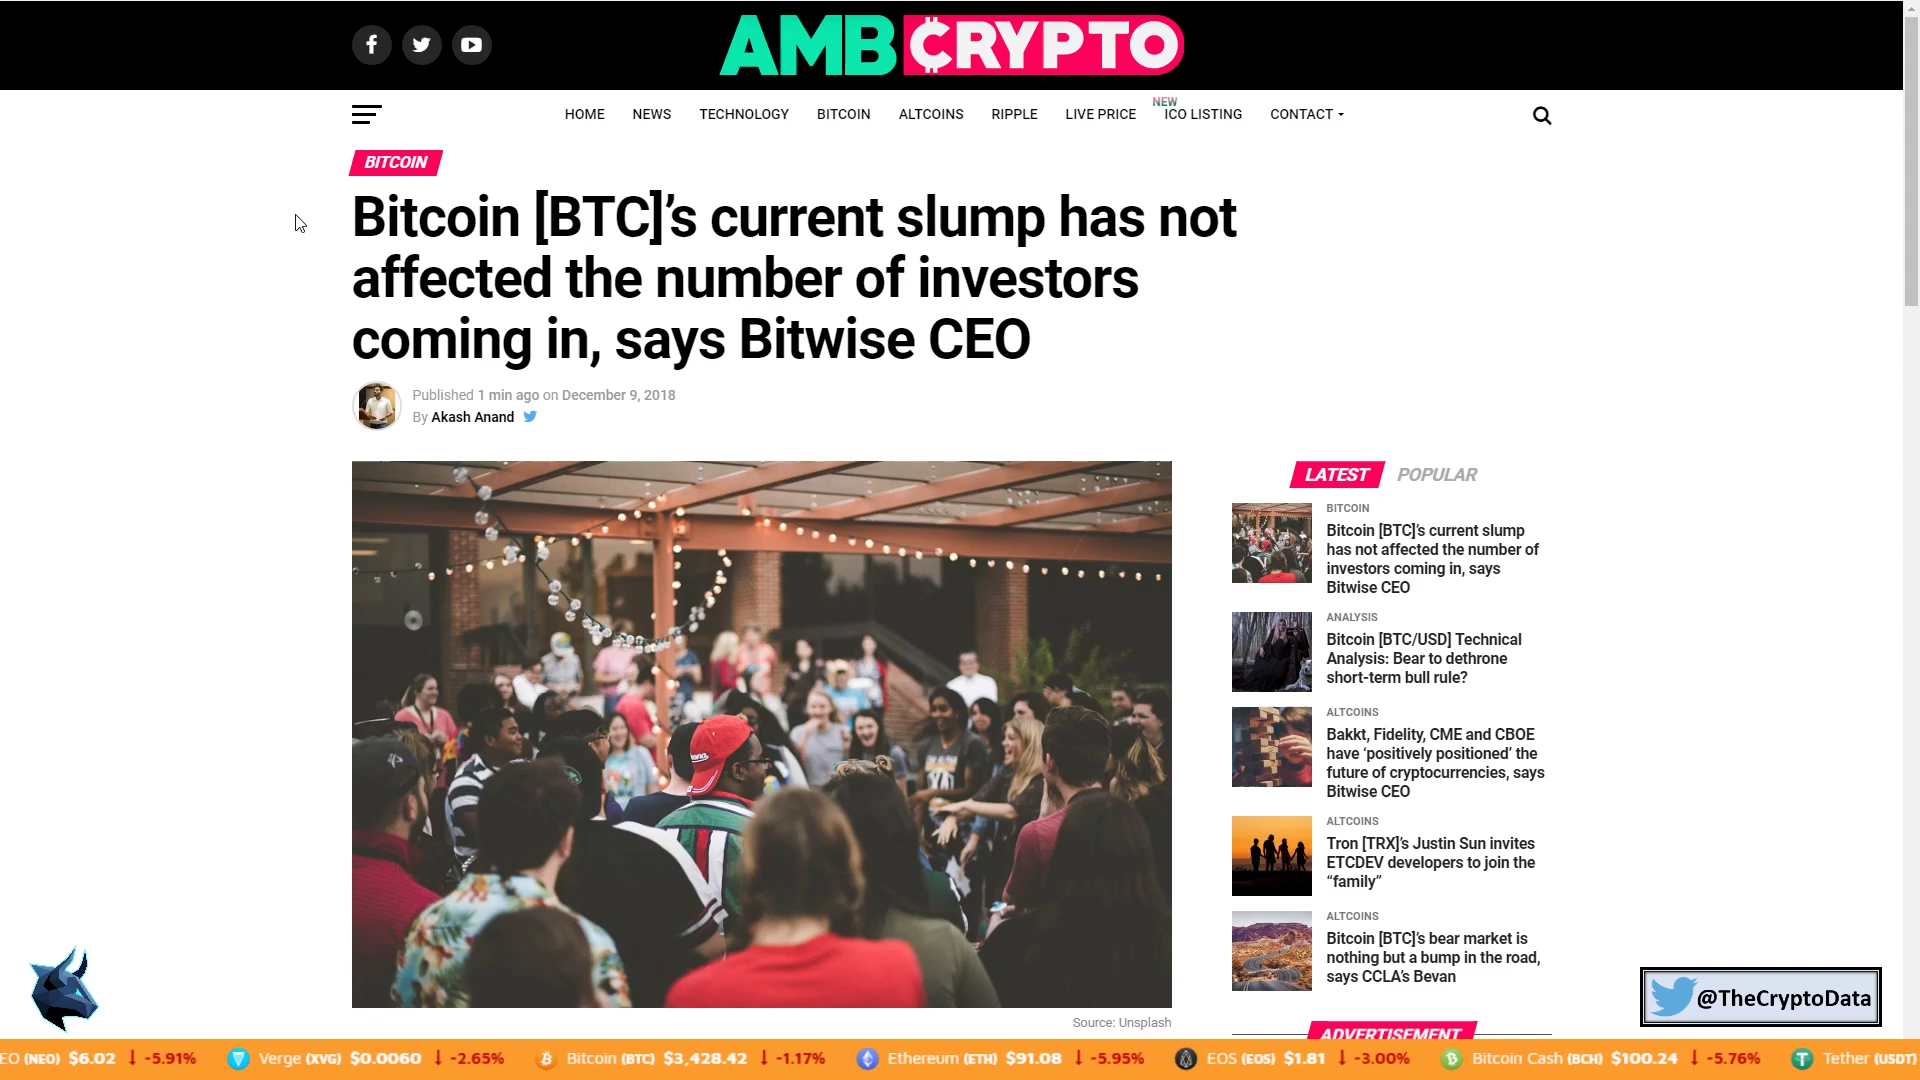 AMBCRYPTO
HOME NEWS TECHNOLOGY BITCOIN ALTCOINS RIPPLE LIVE PRICE NEW ICO LISTING CONTACT
BITCOIN
Bitcoin [BTC]’s current slump has not
affected the number of investors
coming in, says Bitwise CEO
Published 1 min ago on December 9, 2018
By Akash Anand
Source: Unsplash
LATEST POPULAR
BITCOIN
Bitcoin [BTC]’s current slump
has not affected the number of
investors coming in, says
Bitwise CEO
ANALYSIS
Bitcoin [BTC/USD] Technical
Analysis: Bear to dethrone
short-term bull rule?
ALTCOINS
Bakkt, Fidelity, CME and CBOE
have ‘positively positioned’ the
future of cryptocurrencies, says
Bitwise CEO
ALTCOINS
Tron [TRX]’s Justin Sun invites
ETCDEV developers to join the
“family”
ALTCOINS
Bitcoin [BTC]’s bear market is
nothing but a bump in the road,
says CCLA’s Bevan
ADVERTISEMENT
@TheCryptoData
EO (NEO) $6.02 -5.91% Verge (XVG) $0.0060 -2.65% Bitcoin (BTC) $3,428.42 -1.17% Ethereum (ETH) $91.08 -5.95% EOS (EOS) $1.81 -3.00% Bitcoin Cash (BCH) $100.24 -5.76% Tether (USDT)